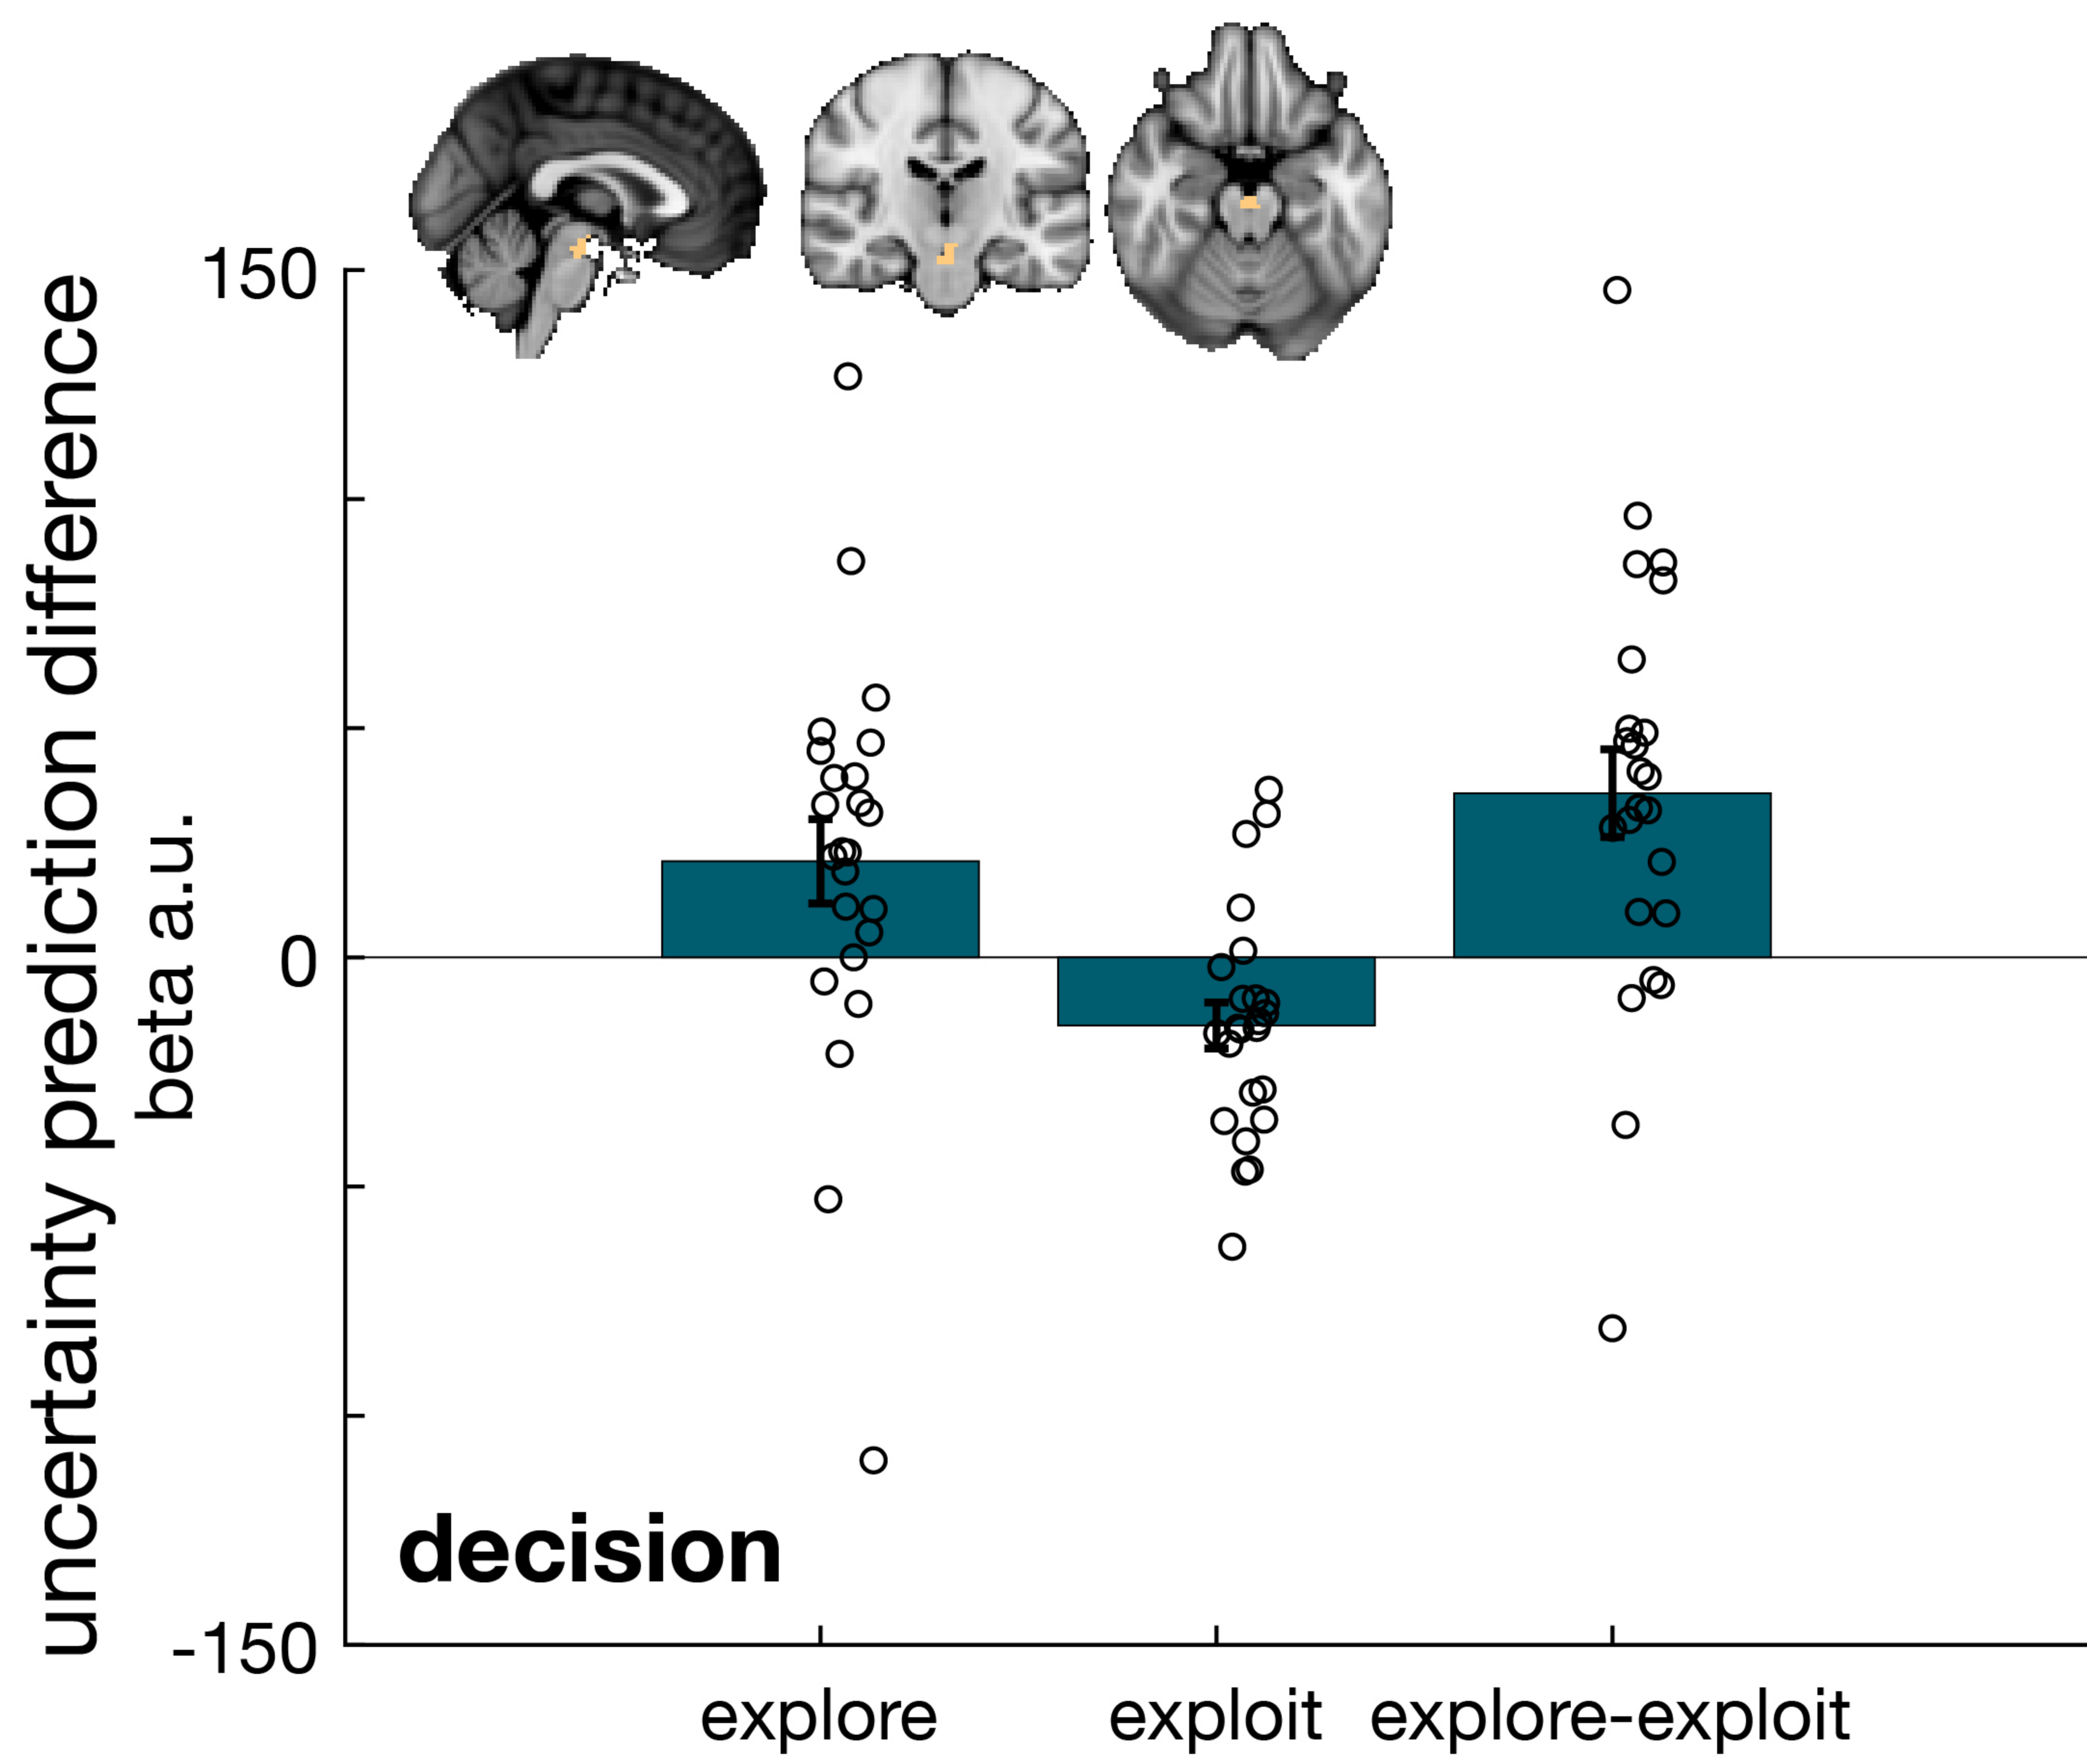 uncertainty prediction difference
beta a.u.
150
0
-150
decision
explore
exploit
explore-exploit